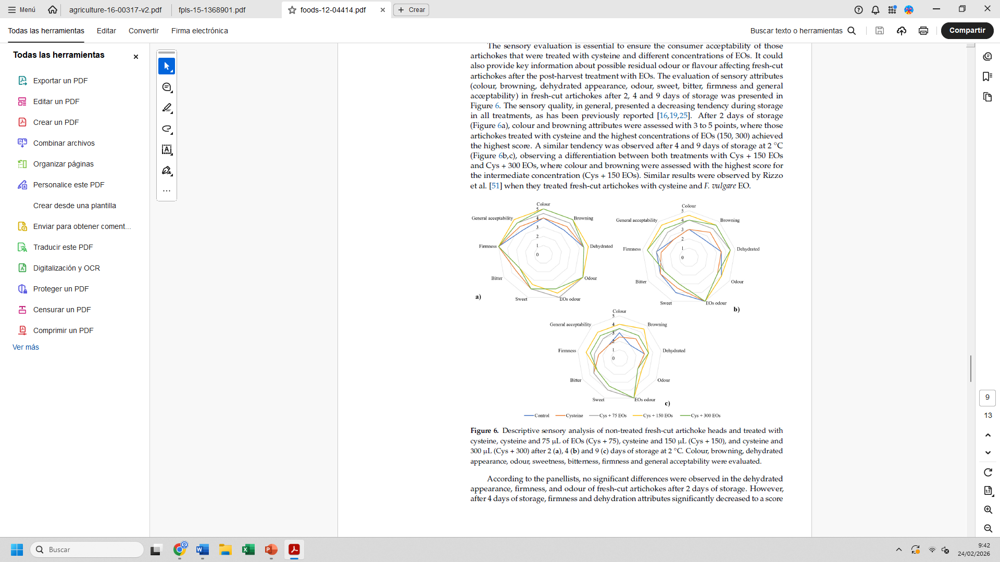 Menú
agriculture-16-00317-v2.pdf
fpls-15-1368901.pdf
foods-12-04414.pdf
Crear
Todas las herramientas
Editar
Convertir
Firma electrónica
Buscar texto o herramientas
Compartir
Todas las herramientas
Exportar un PDF
Editar un PDF
Crear un PDF
Combinar archivos
Organizar páginas
Personalice este PDF
Crear desde una plantilla
Enviar para obtener coment...
Traducir este PDF
Digitalización y OCR
Proteger un PDF
Censurar un PDF
Comprimir un PDF
Ver más
The sensory evaluation is essential to ensure the consumer acceptability of those
artichokes that were treated with cysteine and different concentrations of EOs. It could
also provide key information about possible residual odour or flavour affecting fresh-cut
artichokes after the post-harvest treatment with EOs. The evaluation of sensory attributes
(colour, browning, dehydrated appearance, odour, sweet, bitter, firmness and general
acceptability) in fresh-cut artichokes after 2, 4 and 9 days of storage was presented in
Figure 6. The sensory quality, in general, presented a decreasing tendency during storage
in all treatments, as has been previously reported [16,19,25]. After 2 days of storage
(Figure 6a), colour and browning attributes were assessed with 3 to 5 points, where those
artichokes treated with cysteine and the highest concentrations of EOs (150, 300) achieved
the highest score. A similar tendency was observed after 4 and 9 days of storage at 2 °C
(Figure 6b,c), observing a differentiation between both treatments with Cys + 150 EOs
and Cys + 300 EOs, where colour and browning were assessed with the highest score for
the intermediate concentration (Cys + 150 EOs). Similar results were observed by Rizzo
et al. [51] when they treated fresh-cut artichokes with cysteine and F. vulgare EO.
Colour
5
General acceptability
4
Browning
3
2
Firmness
1
Dehydrated
0
Bitter
Odour
Sweet
EOs odour
a)
Colour
5
General acceptability
4
Browning
3
2
Firmness
1
Dehydrated
0
Bitter
Odour
Sweet
EOs odour
b)
Colour
5
General acceptability
4
Browning
3
2
Firmness
1
Dehydrated
0
Bitter
Odour
Sweet
EOs odour
c)
Control
Cysteine
Cys + 75 EOs
Cys + 150 EOs
Cys + 300 EOs
Figure 6. Descriptive sensory analysis of non-treated fresh-cut artichoke heads and treated with
cysteine, cysteine and 75 µL of EOs (Cys + 75), cysteine and 150 µL (Cys + 150), and cysteine and
300 µL (Cys + 300) after 2 (a), 4 (b) and 9 (c) days of storage at 2 °C. Colour, browning, dehydrated
appearance, odour, sweetness, bitterness, firmness and general acceptability were evaluated.
According to the panellists, no significant differences were observed in the dehydrated
appearance, firmness, and odour of fresh-cut artichokes after 2 days of storage. However,
after 4 days of storage, firmness and dehydration attributes significantly decreased to a score
9
13
Buscar
9:42
24/02/2026